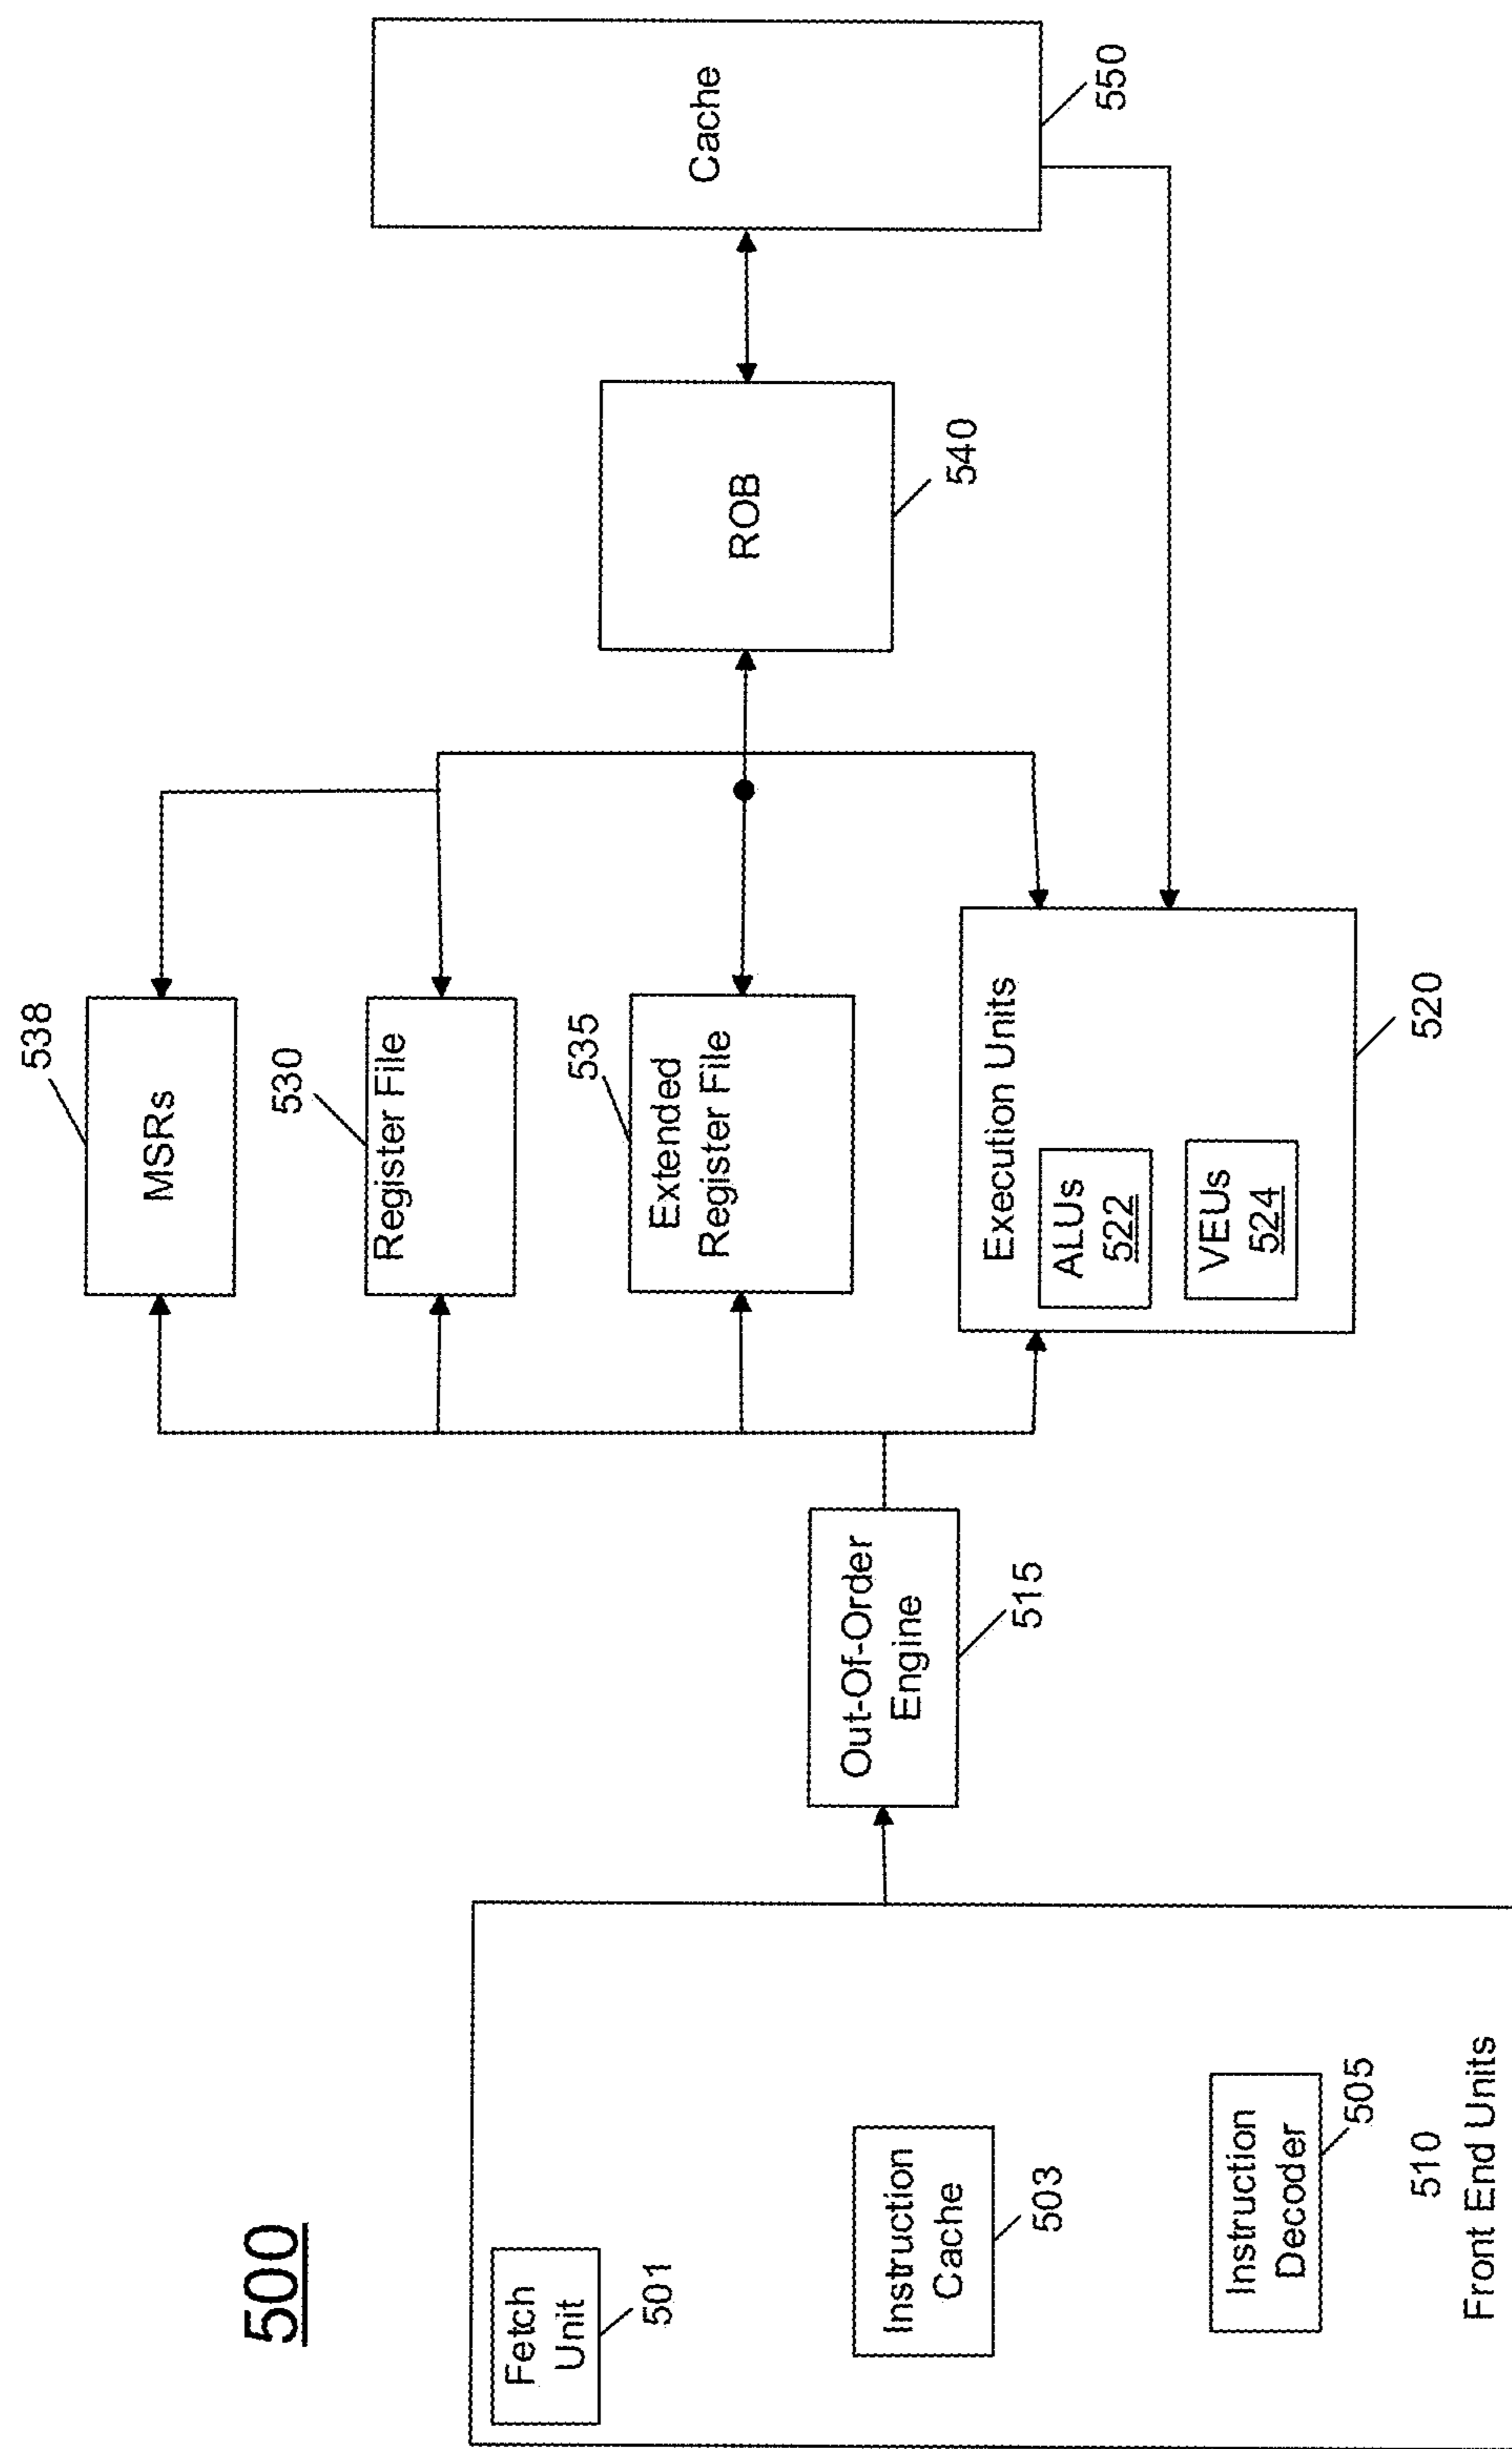 500
Fetch
Unit
501
Instruction
Cache
503
Instruction
Decoder
505
510
Front End Units
Out-Of-Order
Engine
515
MSRs
538
Register File
530
Extended
Register File
535
Execution Units
ALUs
522
VEUs
524
520
ROB
540
Cache
550